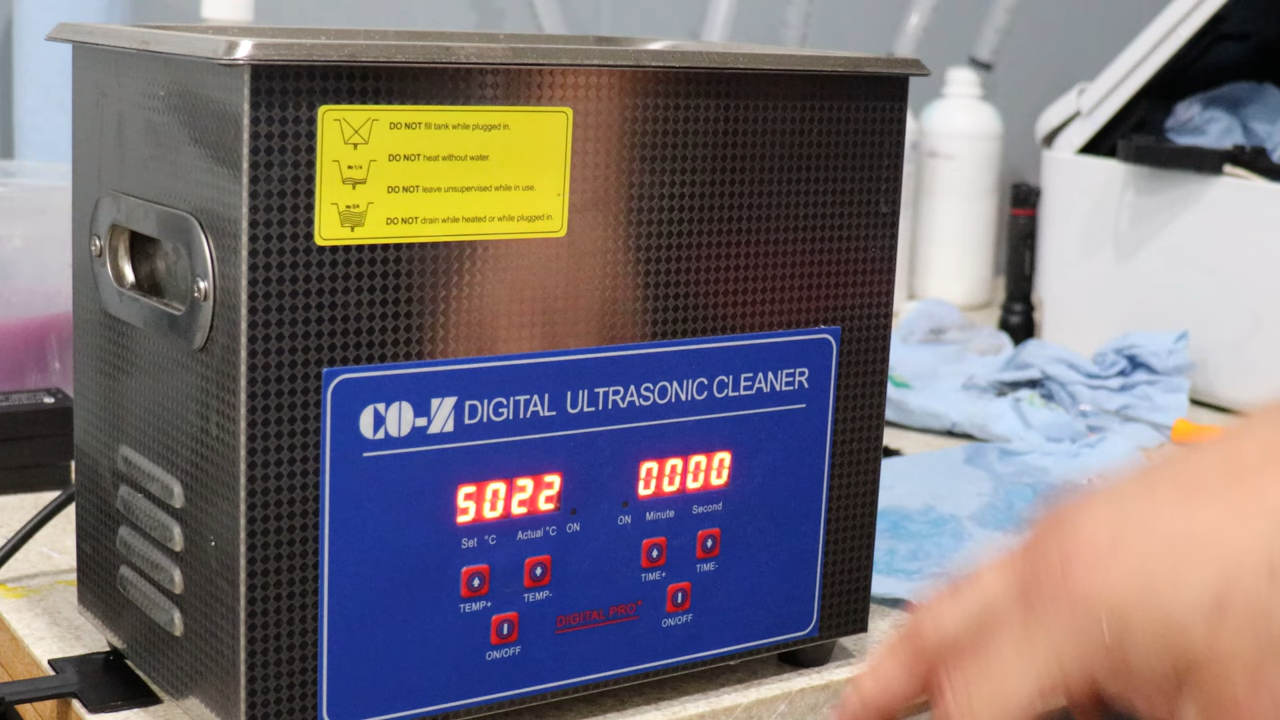 DO NOT fill tank while plugged in.
DO NOT heat without water.
DO NOT leave unsupervised while in use.
DO NOT drain while heated or while plugged in.
CO-Z DIGITAL ULTRASONIC CLEANER
5022 0000
Set °C Actual °C ON ON Minute Second
TEMP+ TEMP- TIME+ TIME-
DIGITAL PRO+
ON/OFF ON/OFF